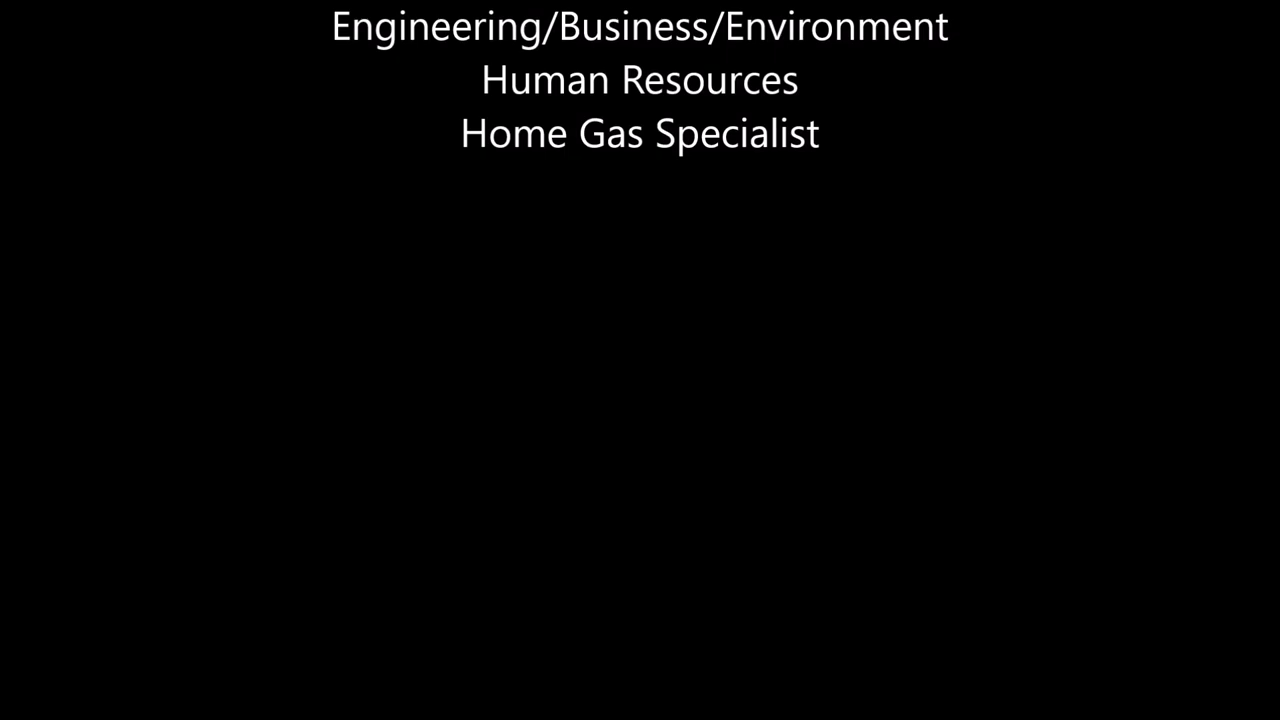 Engineering/Business/Environment
Human Resources
Home Gas Specialist